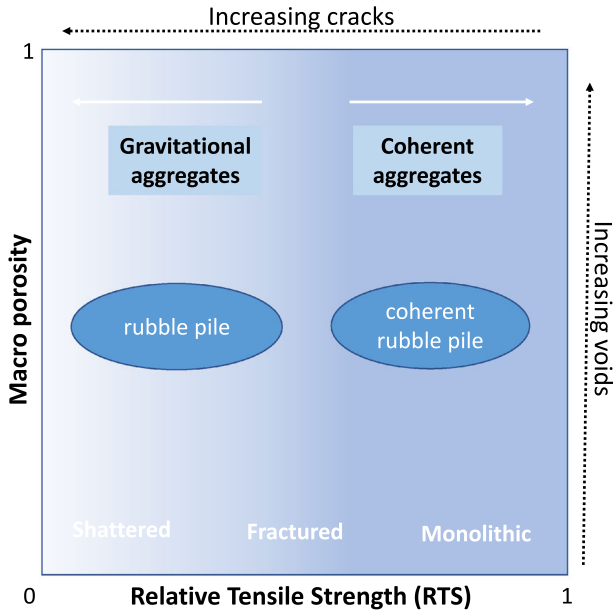 Increasing cracks
1
Gravitational
aggregates
Coherent
aggregates
Increasing voids
Macro porosity
rubble pile
coherent
rubble pile
Shattered
Fractured
Monolithic
0
Relative Tensile Strength (RTS)
1